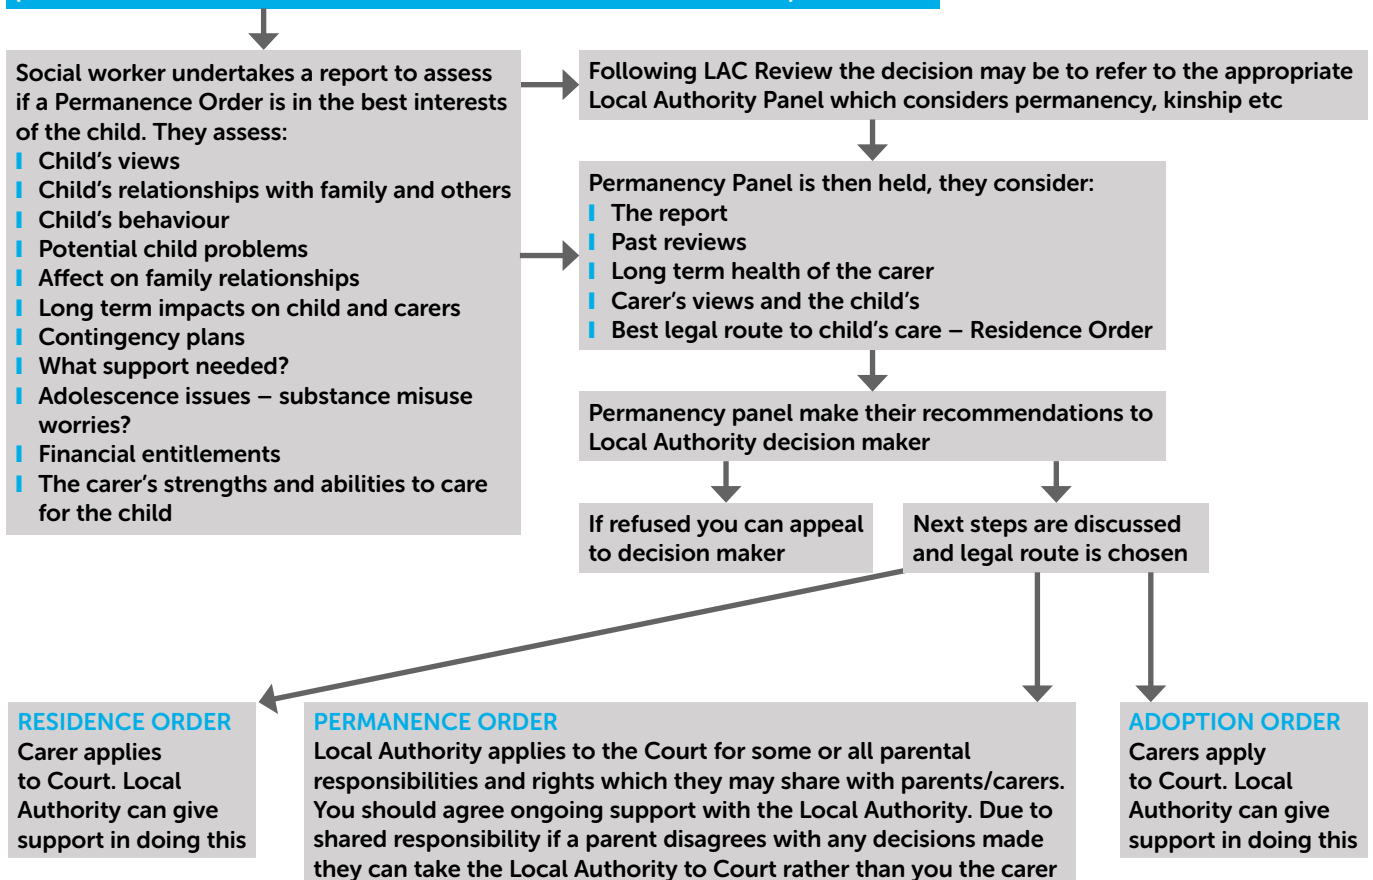 Social worker undertakes a report to assess
if a Permanence Order is in the best interests
of the child. They assess:
Child’s views
Child’s relationships with family and others
Child’s behaviour
Potential child problems
Affect on family relationships
Long term impacts on child and carers
Contingency plans
What support needed?
Adolescence issues – substance misuse
worries?
Financial entitlements
The carer’s strengths and abilities to care
for the child
Following LAC Review the decision may be to refer to the appropriate
Local Authority Panel which considers permanency, kinship etc
Permanency Panel is then held, they consider:
The report
Past reviews
Long term health of the carer
Carer’s views and the child’s
Best legal route to child’s care – Residence Order
Permanency panel make their recommendations to
Local Authority decision maker
If refused you can appeal
to decision maker
Next steps are discussed
and legal route is chosen
RESIDENCE ORDER
Carer applies
to Court. Local
Authority can give
support in doing this
PERMANENCE ORDER
Local Authority applies to the Court for some or all parental
responsibilities and rights which they may share with parents/carers.
You should agree ongoing support with the Local Authority. Due to
shared responsibility if a parent disagrees with any decisions made
they can take the Local Authority to Court rather than you the carer
ADOPTION ORDER
Carers apply
to Court. Local
Authority can give
support in doing this